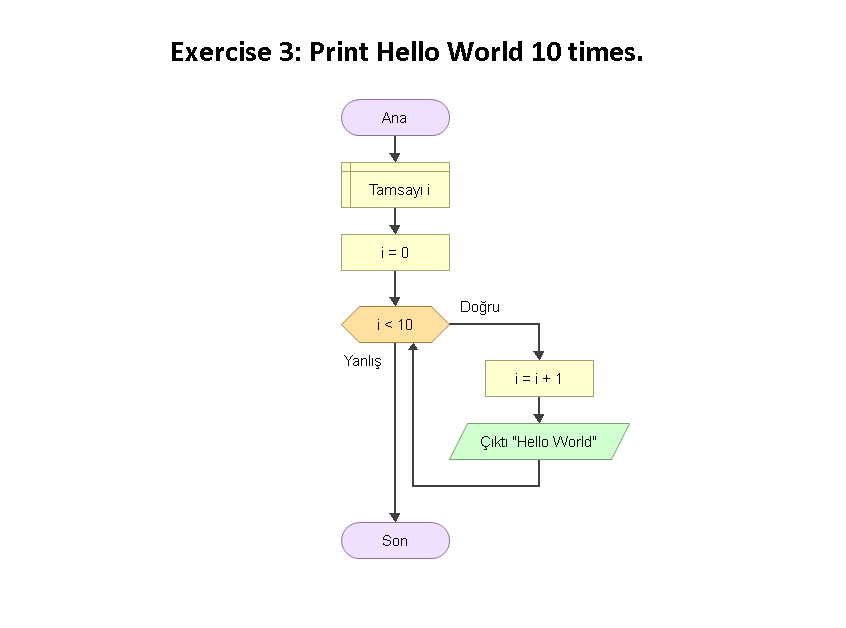 Exercise 3: Print Hello World 10 times.
Ana
Tamsayı i
i = 0
i < 10
Doğru
Yanlış
i = i + 1
Çıktı "Hello World"
Son